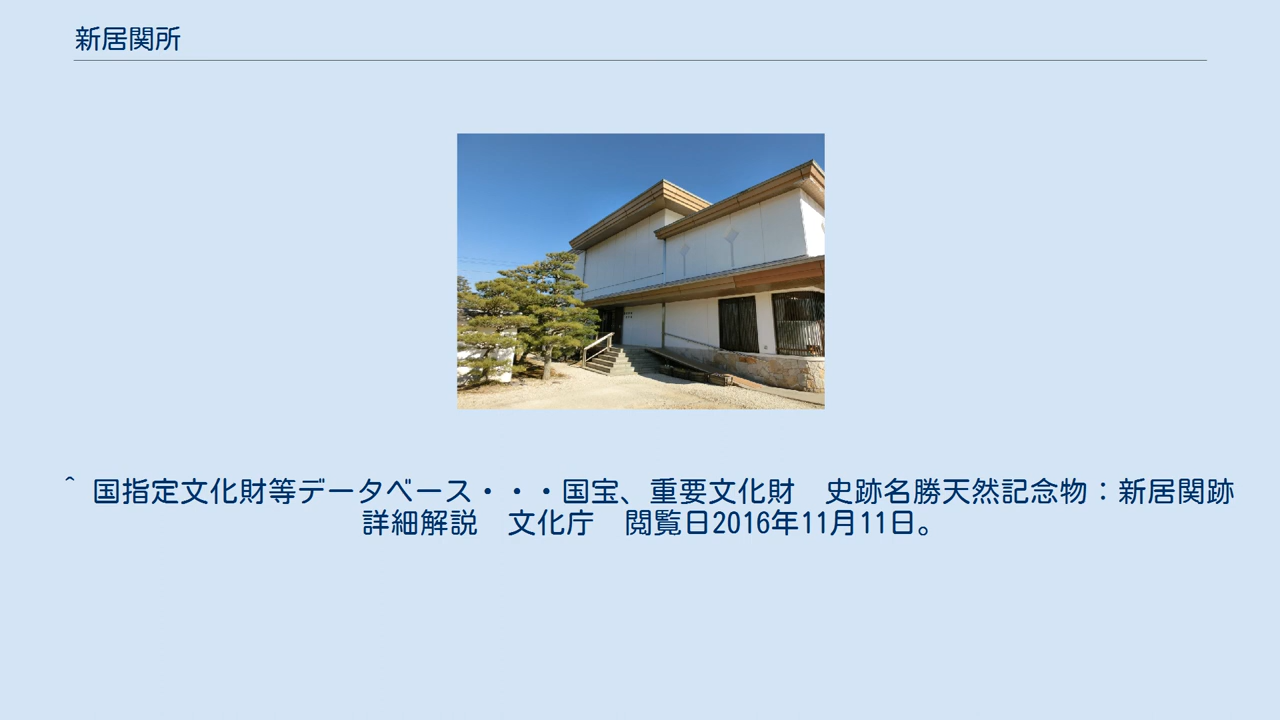 新居関所
^ 国指定文化財等データベース・・・国宝、重要文化財　史跡名勝天然記念物：新居関跡
詳細解説　文化庁　閲覧日2016年11月11日。